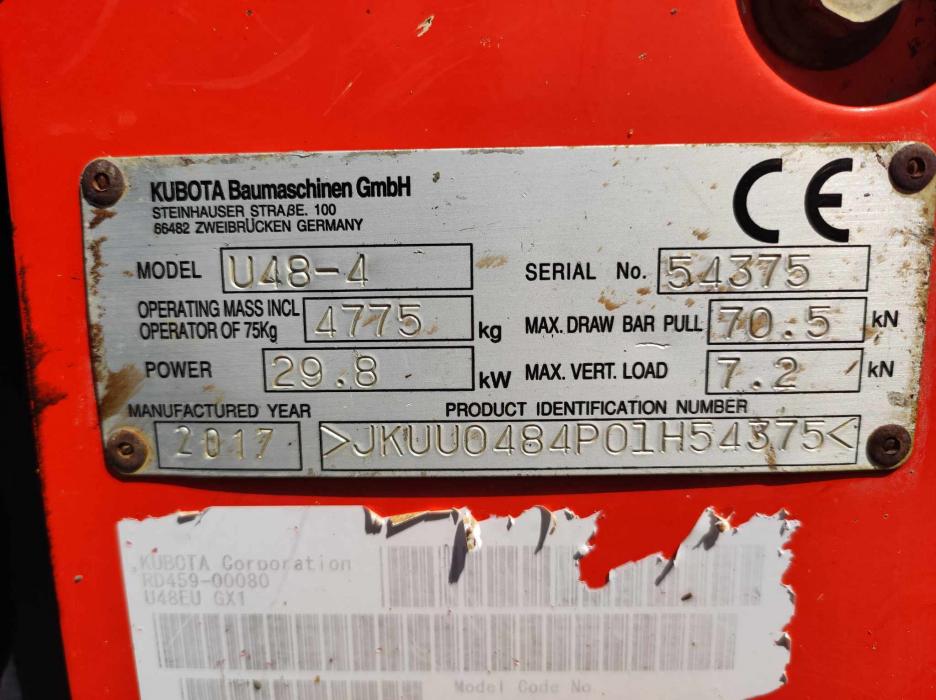 KUBOTA Baumaschinen GmbH
STEINHAUSER STRAßE. 100
66482 ZWEIBRÜCKEN GERMANY
CE
MODEL U48-4 SERIAL No. 54375
OPERATING MASS INCL
OPERATOR OF 75Kg 4775 kg MAX. DRAW BAR PULL 70.5 kN
POWER 29.8 kW MAX. VERT. LOAD 7.2 kN
MANUFACTURED YEAR PRODUCT IDENTIFICATION NUMBER
2017 >JKUU0484P01H54375<
KUBOTA Corporation
RD459-00080
U48EU GX1
Model Code No